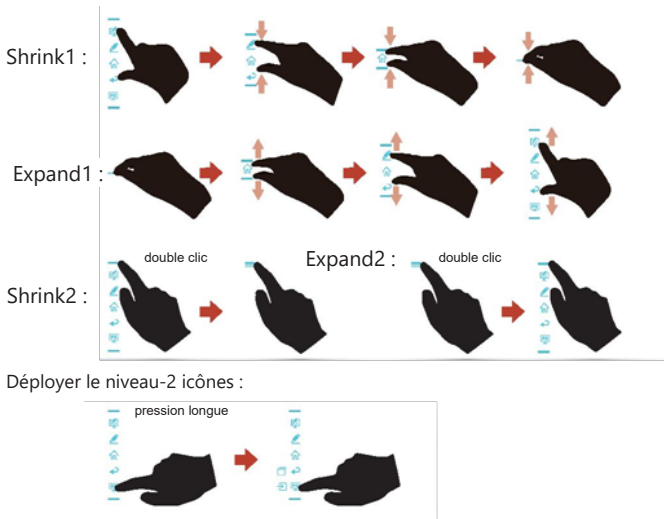 Shrink1 :
Expand1 :
double clic
Expand2 :
double clic
Shrink2 :
Déployer le niveau-2 icônes :
pression longue